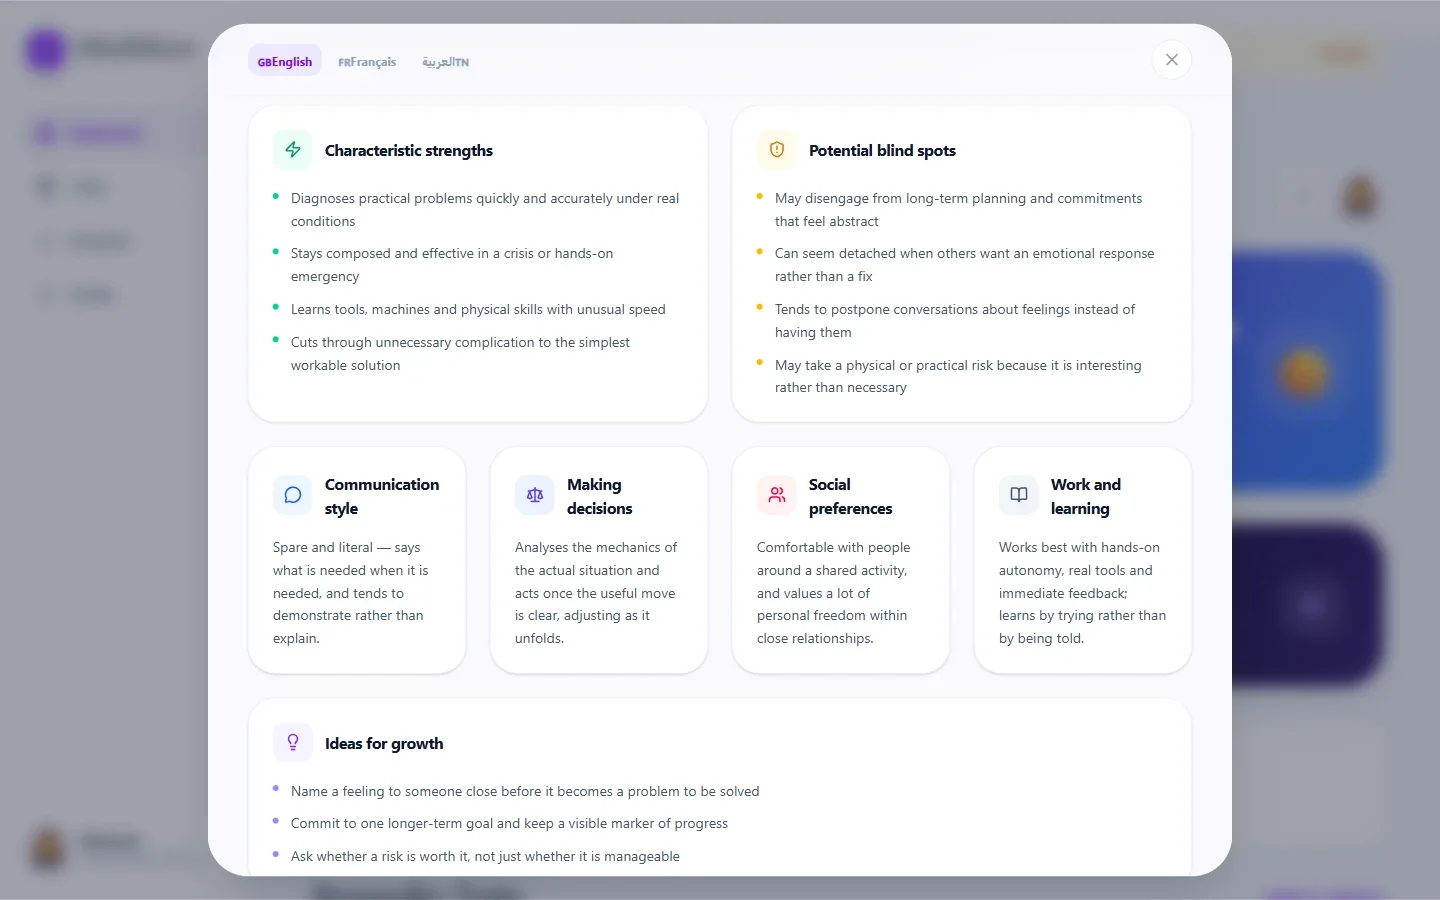 GBEnglish
FRFrançais
العربيةTN
Characteristic strengths
Diagnoses practical problems quickly and accurately under real
conditions
Stays composed and effective in a crisis or hands-on
emergency
Learns tools, machines and physical skills with unusual speed
Cuts through unnecessary complication to the simplest
workable solution
Potential blind spots
May disengage from long-term planning and commitments
that feel abstract
Can seem detached when others want an emotional response
rather than a fix
Tends to postpone conversations about feelings instead of
having them
May take a physical or practical risk because it is interesting
rather than necessary
Communication
style
Spare and literal — says
what is needed when it is
needed, and tends to
demonstrate rather than
explain.
Making
decisions
Analyses the mechanics of
the actual situation and
acts once the useful move
is clear, adjusting as it
unfolds.
Social
preferences
Comfortable with people
around a shared activity,
and values a lot of
personal freedom within
close relationships.
Work and
learning
Works best with hands-on
autonomy, real tools and
immediate feedback;
learns by trying rather than
by being told.
Ideas for growth
Name a feeling to someone close before it becomes a problem to be solved
Commit to one longer-term goal and keep a visible marker of progress
Ask whether a risk is worth it, not just whether it is manageable